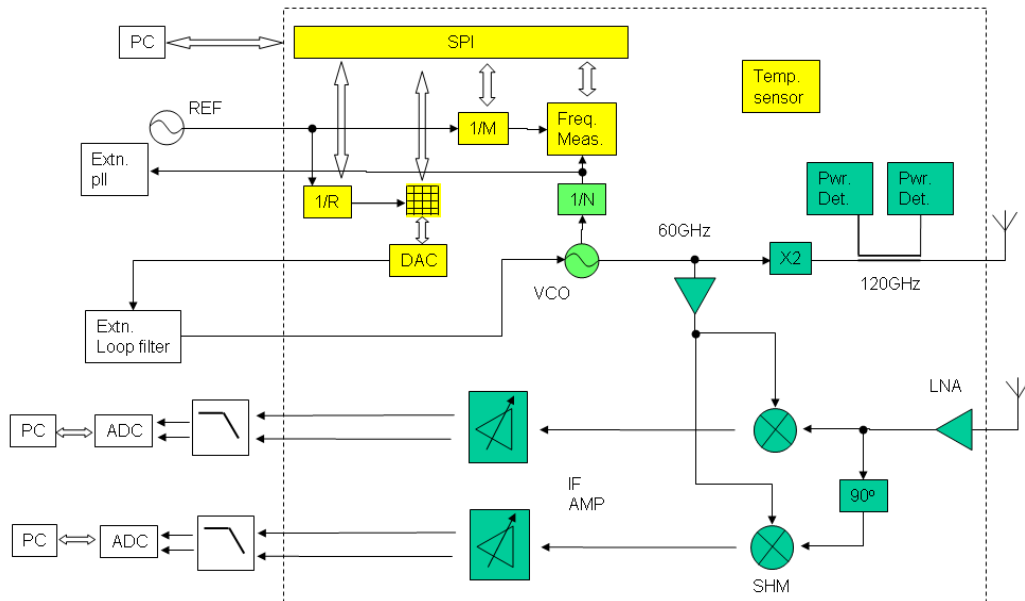 PC
SPI
Temp.
sensor
REF
1/M
Freq.
Meas.
Extn.
pll
1/R
1/N
Pwr.
Det.
Pwr.
Det.
60GHz
DAC
VCO
X2
120GHz
Extn.
Loop filter
LNA
PC
ADC
IF
AMP
90º
PC
ADC
SHM